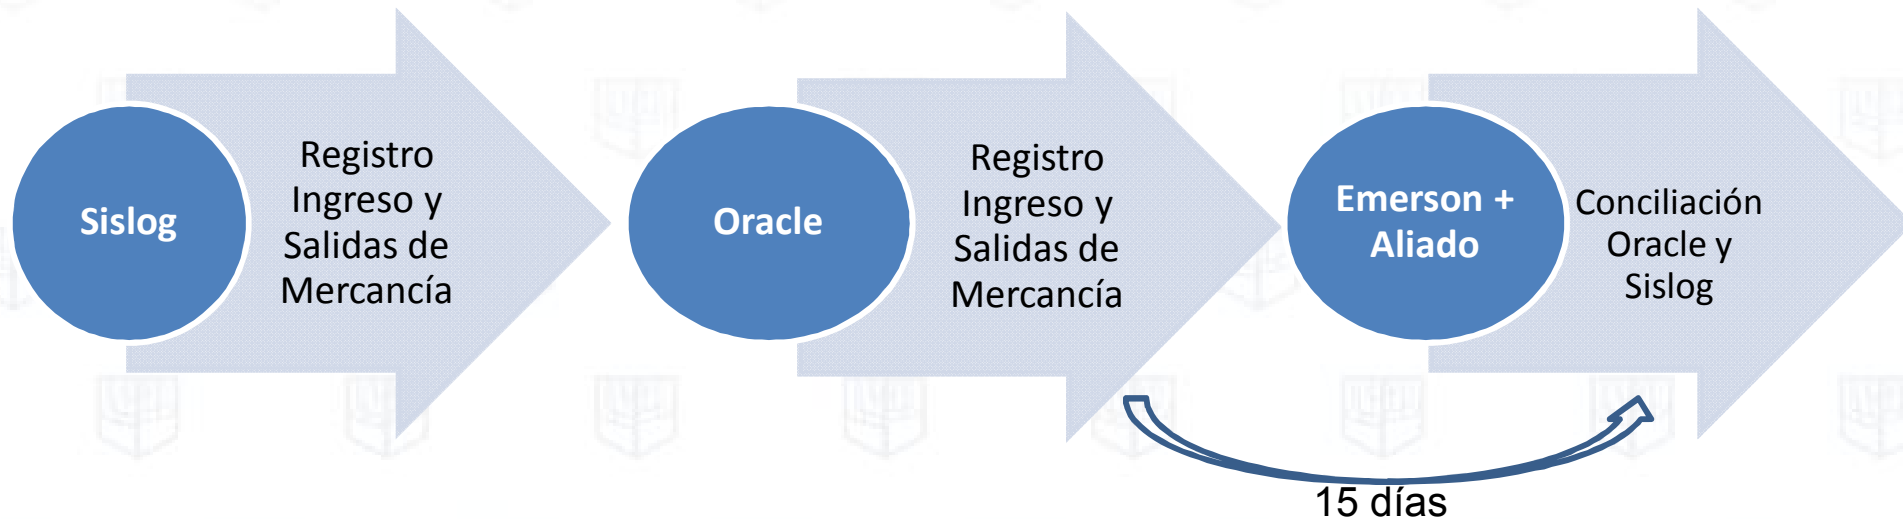 Sislog
Registro
Ingreso y
Salidas de
Mercancía
Oracle
Registro
Ingreso y
Salidas de
Mercancía
Emerson +
Aliado
Conciliación
Oracle y
Sislog
15 días